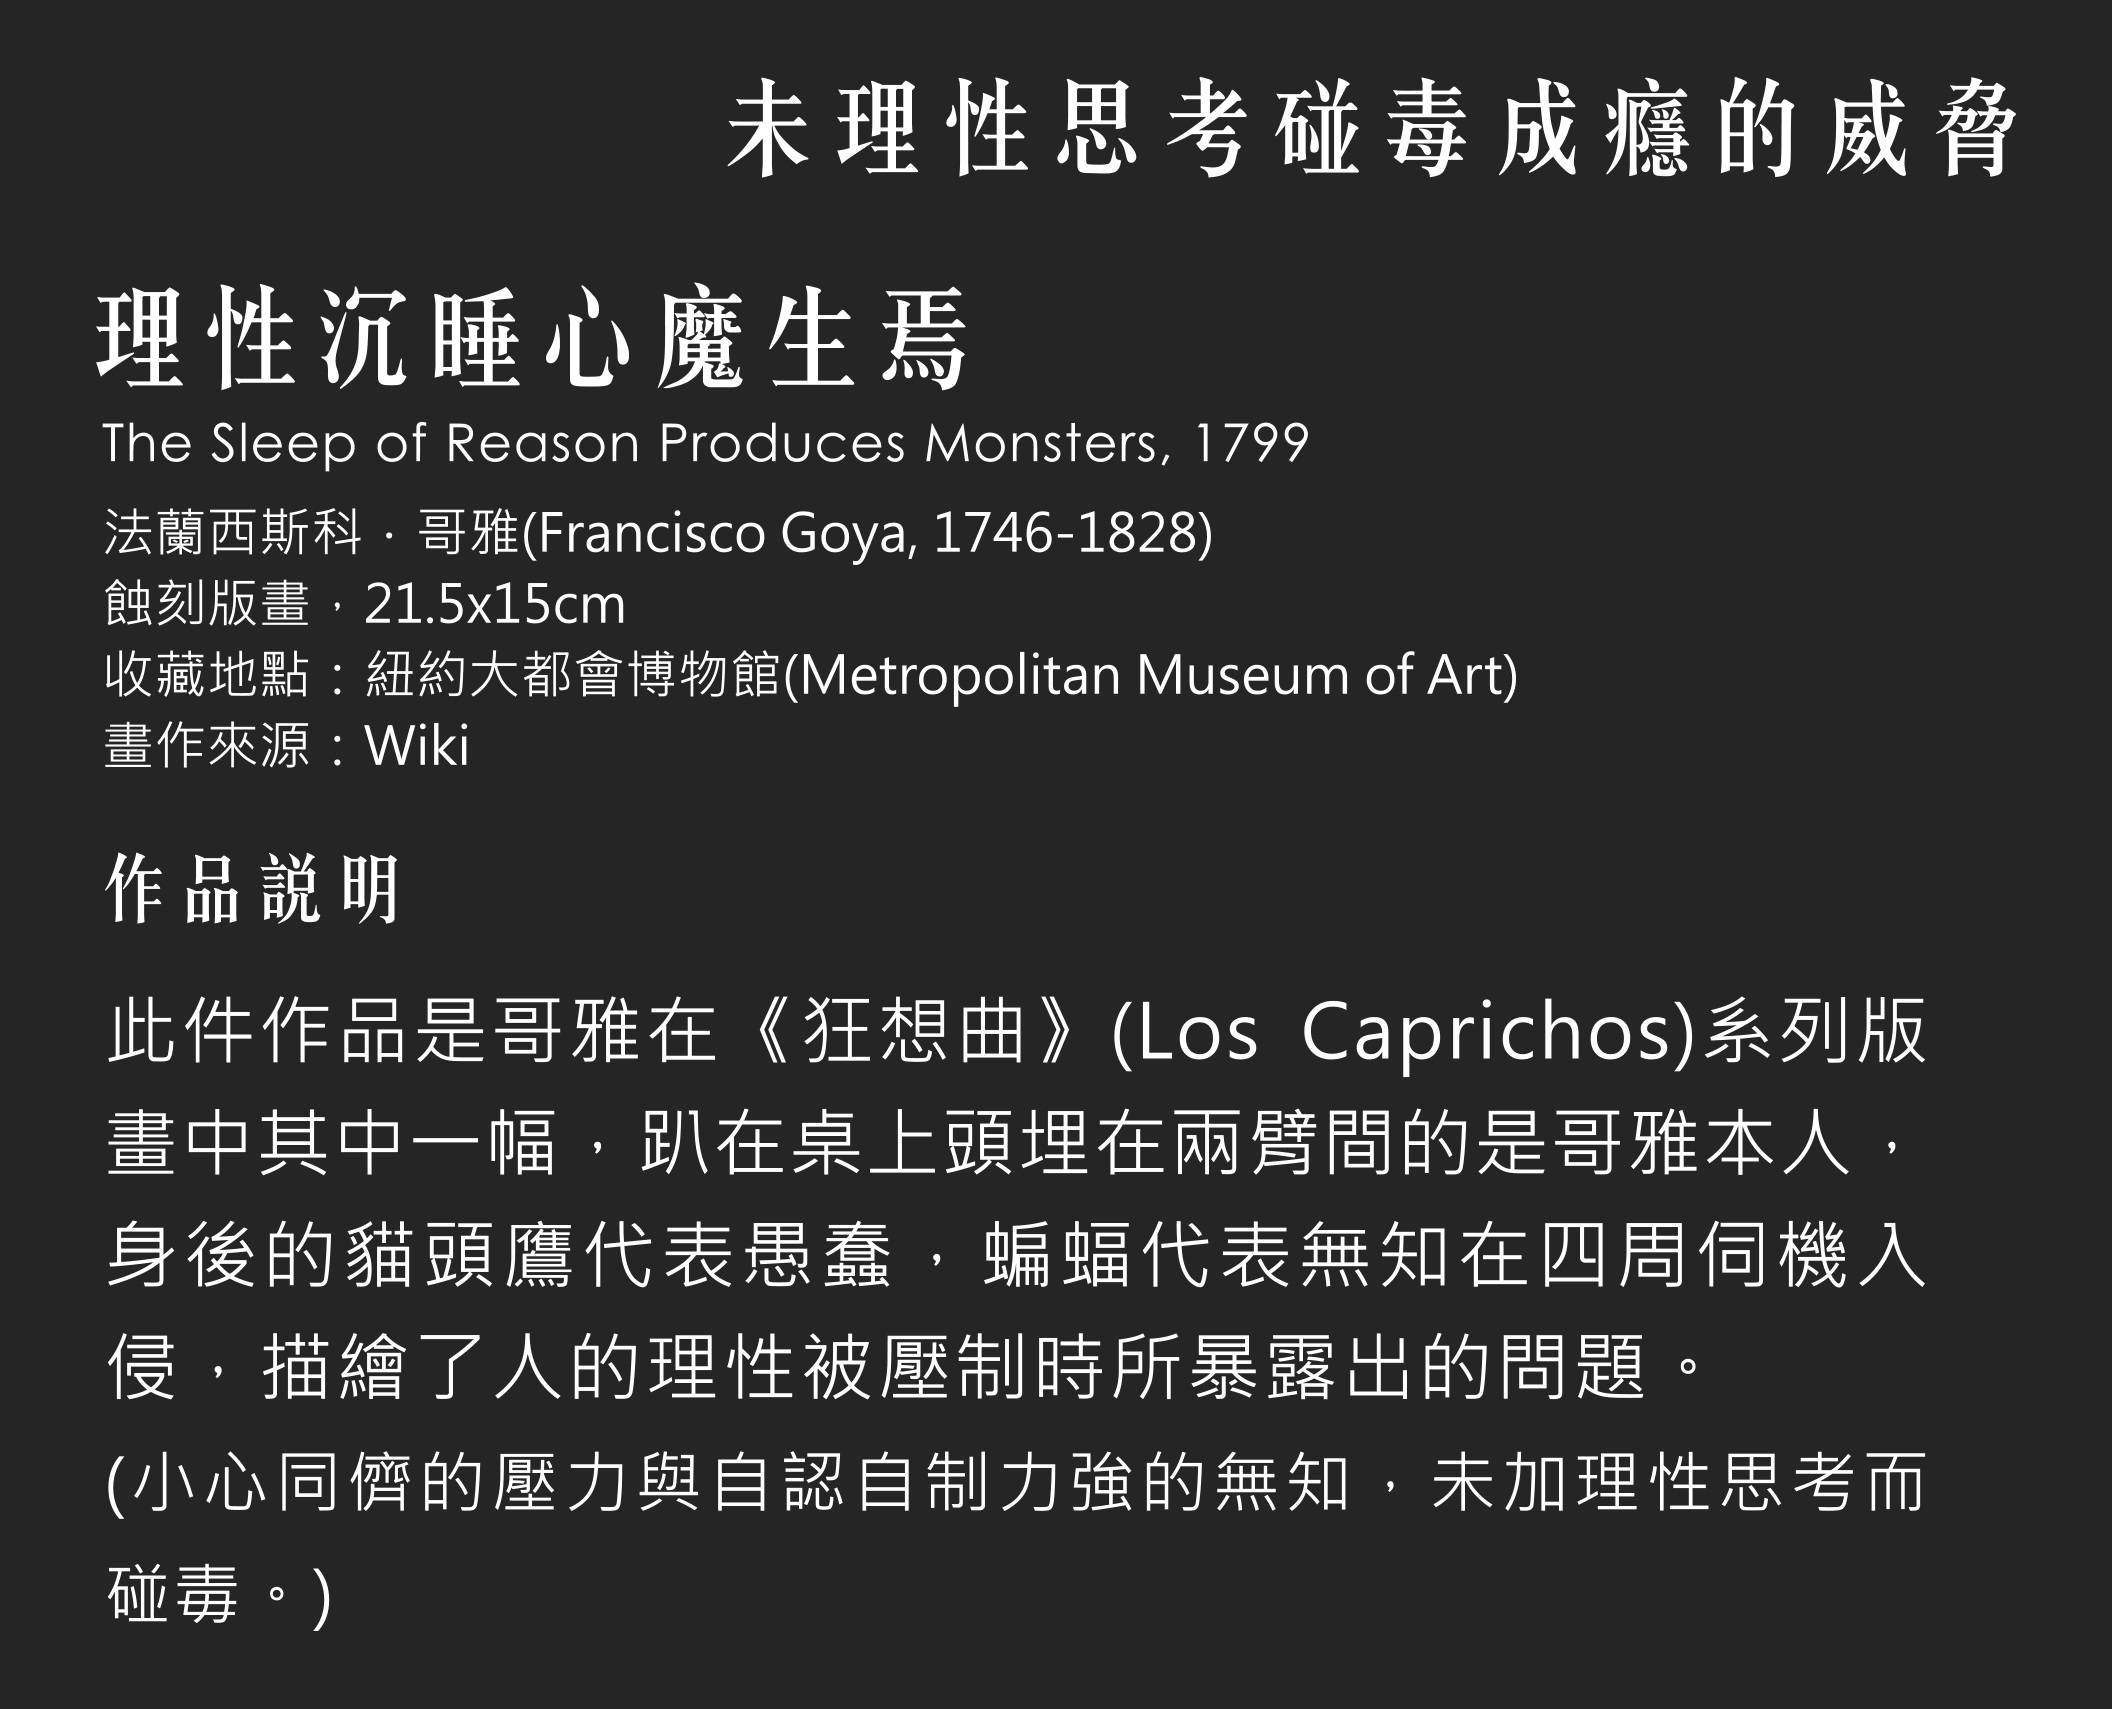 未理性思考碰毒成癮的威脅
理性沉睡心魔生焉
The Sleep of Reason Produces Monsters, 1799
法蘭西斯科．哥雅(Francisco Goya, 1746-1828)
蝕刻版畫，21.5x15cm
收藏地點：紐約大都會博物館(Metropolitan Museum of Art)
畫作來源：Wiki
作品說明
此件作品是哥雅在《狂想曲》(Los Caprichos)系列版
畫中其中一幅，趴在桌上頭埋在兩臂間的是哥雅本人，
身後的貓頭鷹代表愚蠢，蝙蝠代表無知在四周伺機人
侵，描繪了人的理性被壓制時所暴露出的問題。
(小心同儕的壓力與自認自制力強的無知，未加理性思考而
碰毒。)